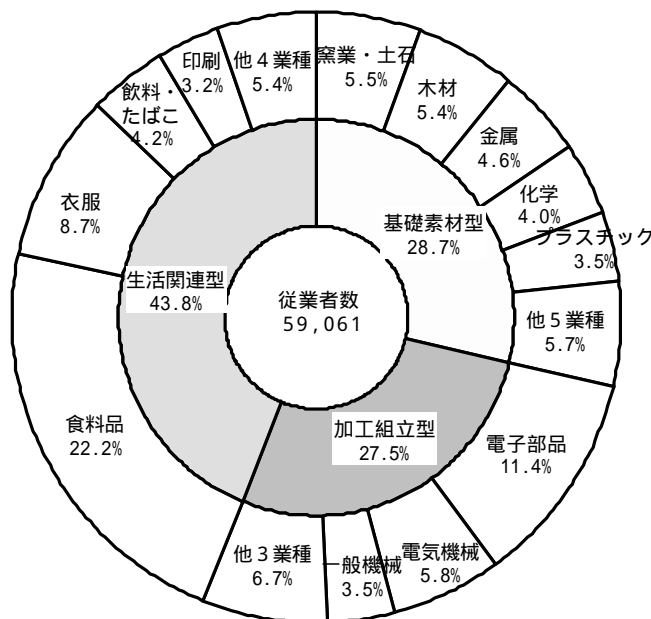 窯業・土石
5.5%
木材
5.4%
金属
4.6%
化学
4.0%
プラスチック
3.5%
他５業種
5.7%
電子部品
11.4%
電気機械
5.8%
一般機械
3.5%
他３業種
6.7%
食料品
22.2%
衣服
8.7%
飲料・
たばこ
4.2%
印刷
3.2%
他４業種
5.4%
基礎素材型
28.7%
加工組立型
27.5%
生活関連型
43.8%
従業者数
59,061